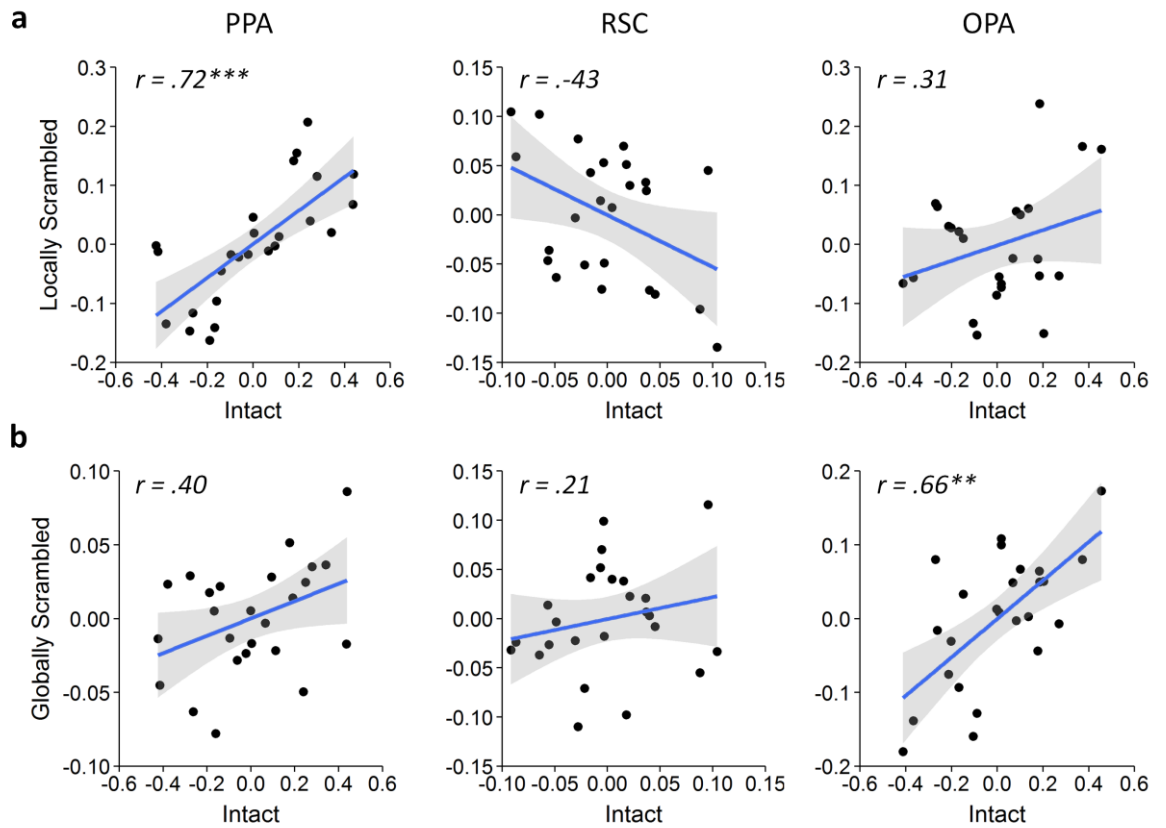 a
PPA RSC OPA
r = .72*** r = .-43 r = .31
Locally Scrambled
0.3 0.2 0.1 0.0 -0.1 -0.2
-0.6 -0.4 -0.2 0.0 0.2 0.4 0.6
Intact
0.15 0.10 0.05 0.00 -0.05 -0.10 -0.15
-0.10 -0.05 0.00 0.05 0.10 0.15
Intact
0.3 0.2 0.1 0.0 -0.1 -0.2
-0.6 -0.4 -0.2 0.0 0.2 0.4 0.6
Intact
b
r = .40 r = .21 r = .66**
Globally Scrambled
0.10 0.05 0.00 -0.05 -0.10
-0.6 -0.4 -0.2 0.0 0.2 0.4 0.6
Intact
0.15 0.10 0.05 0.00 -0.05 -0.10 -0.15
-0.10 -0.05 0.00 0.05 0.10 0.15
Intact
0.2 0.1 0.0 -0.1 -0.2
-0.6 -0.4 -0.2 0.0 0.2 0.4 0.6
Intact